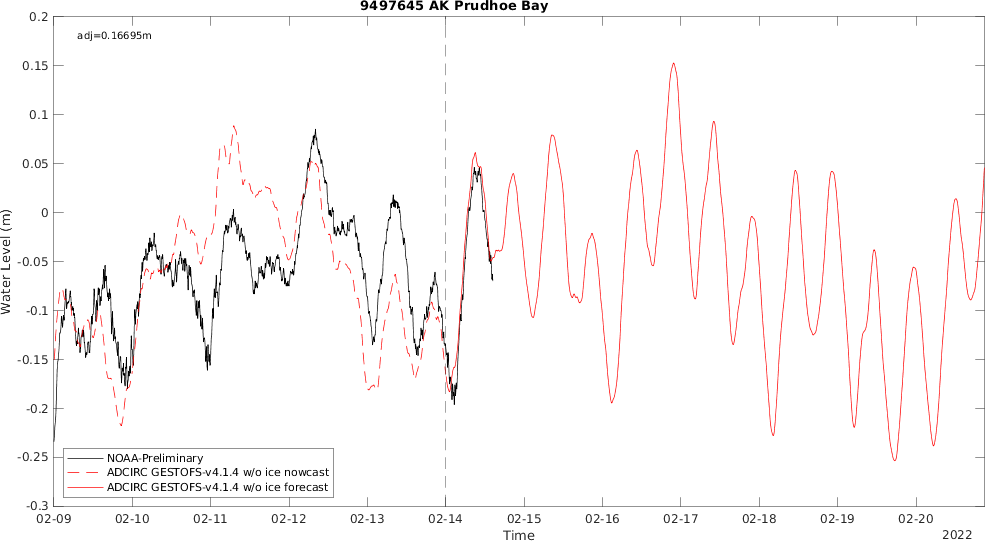 9497645 AK Prudhoe Bay
adj=0.16695m
Water Level (m)
0.2
0.15
0.1
0.05
0
-0.05
-0.1
-0.15
-0.2
-0.25
-0.3
NOAA-Preliminary
ADCIRC GESTOFS-v4.1.4 w/o ice nowcast
ADCIRC GESTOFS-v4.1.4 w/o ice forecast
02-09 02-10 02-11 02-12 02-13 02-14 02-15 02-16 02-17 02-18 02-19 02-20
Time
2022